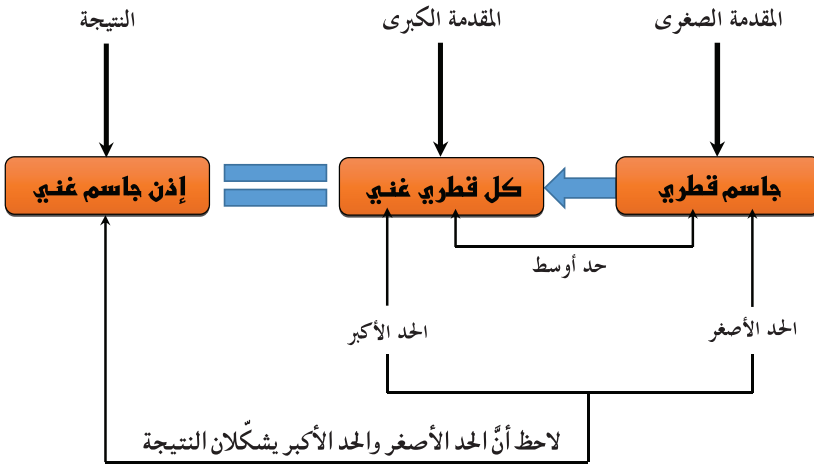 المقدمة الصغرى
المقدمة الكبرى
النتيجة
جاسم قطري
كل قطري غني
إذن جاسم غني
حد أوسط
الحد الأصغر
الحد الأكبر
لاحظ أنَّ الحد الأصغر والحد الأكبر يشكّلان النتيجة